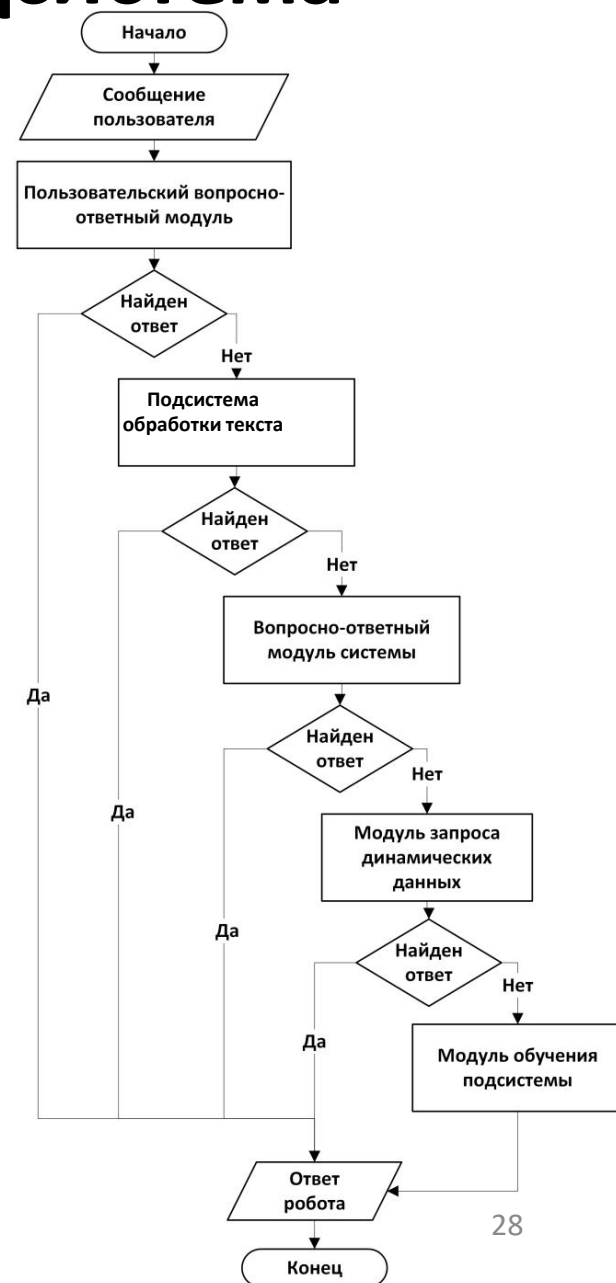 Начало
Сообщение
пользователя
Пользовательский вопросно-
ответный модуль
Найден
ответ
Нет
Подсистема
обработки текста
Найден
ответ
Нет
Вопросно-ответный
модуль системы
Да
Найден
ответ
Нет
Да
Модуль запроса
динамических
данных
Да
Найден
ответ
Нет
Да
Модуль обучения
подсистемы
Ответ
робота
28
Конец